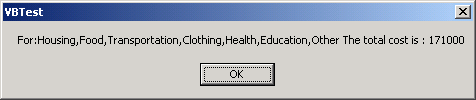 VBTest
For:Housing,Food,Transportation,Clothing,Health,Education,Other The total cost is : 171000
OK